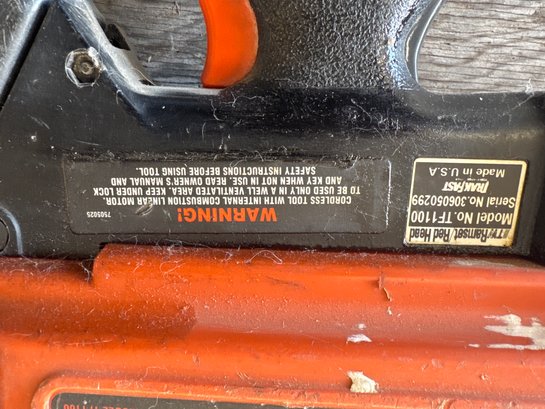 WARNING!
CORDLESS TOOL WITH INTERNAL COMBUSTION LINEAR MOTOR.
TO BE USED ONLY IN A WELL VENTILATED AREA. KEEP UNDER LOCK
AND KEY WHEN NOT IN USE. READ OWNER'S MANUAL AND
SAFETY INSTRUCTIONS BEFORE USING TOOL.
7505025
ITW Ramset/Red Head
Model No. TF1100
Serial No. 306050299
TRAKFAST
Made in U.S.A